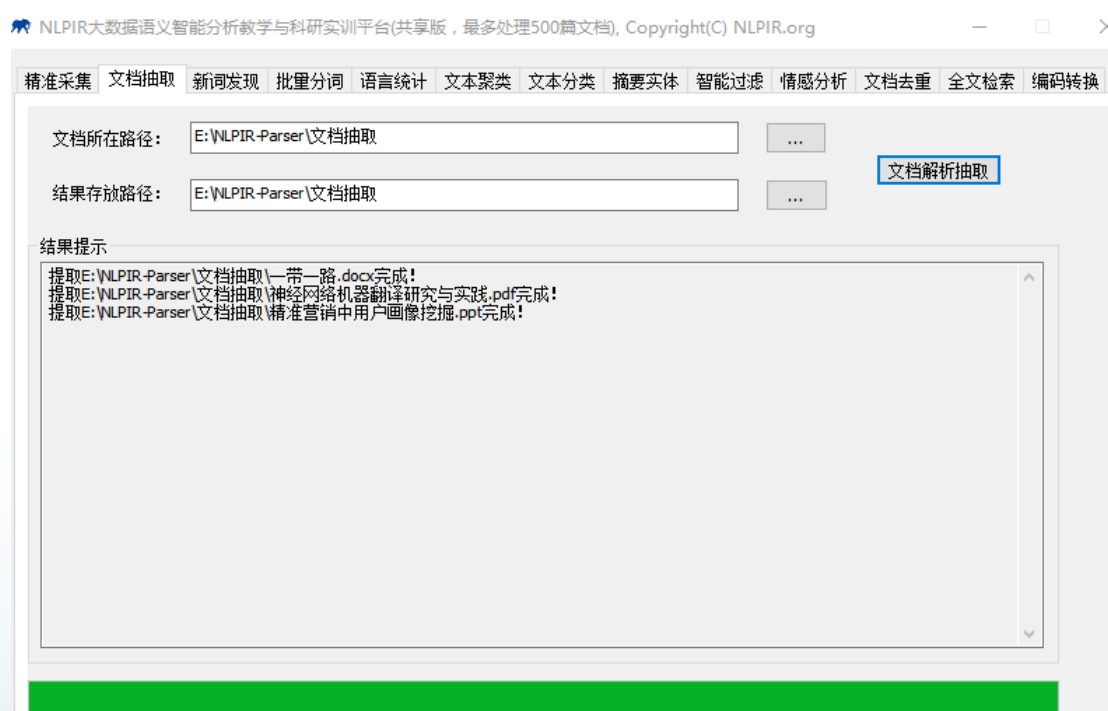 NLPIR大数据语义智能分析教学与科研实训平台(共享版，最多处理500篇文档), Copyright(C) NLPIR.org
精准采集 文档抽取 新词发现 批量分词 语言统计 文本聚类 文本分类 摘要实体 智能过滤 情感分析 文档去重 全文检索 编码转换
文档所在路径： E:\NLPIR-Parser\文档抽取 ...
文档解析抽取
结果存放路径： E:\NLPIR-Parser\文档抽取 ...
结果提示
提取E:\NLPIR-Parser\文档抽取\一带一路.docx完成！
提取E:\NLPIR-Parser\文档抽取\神经网络机器翻译研究与实践.pdf完成！
提取E:\NLPIR-Parser\文档抽取\精准营销中用户画像挖掘.ppt完成！